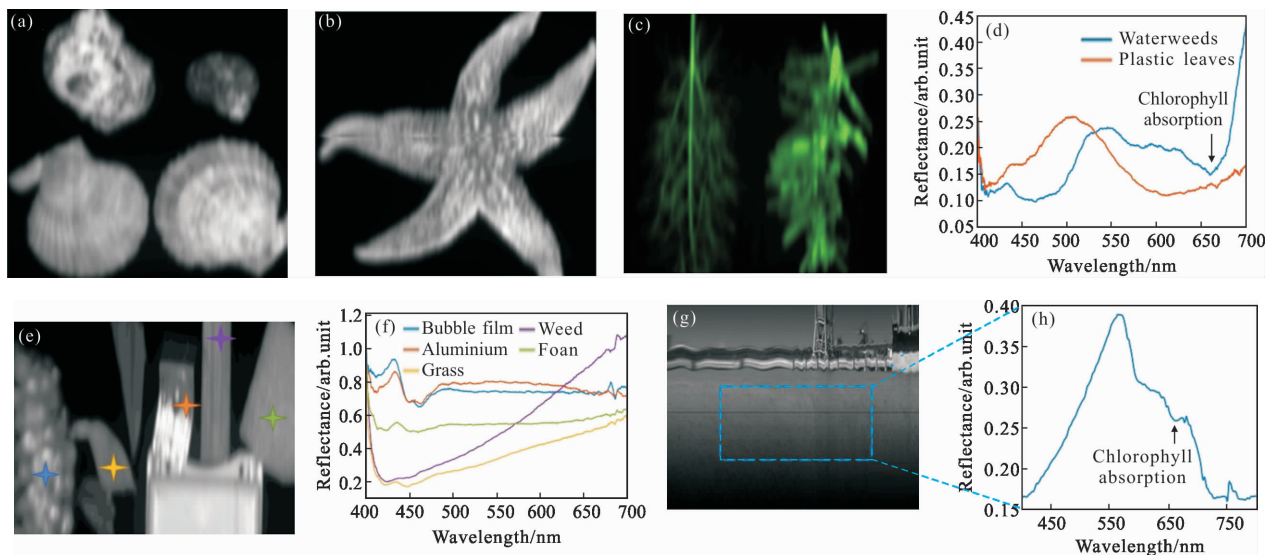 (a)
(b)
(c)
(d)
0.45
0.40
0.35
0.30
0.25
0.20
0.15
0.10
0.05
Reflectance/arb.unit
Waterweeds
Plastic leaves
Chlorophyll
absorption
400 450 500 550 600 650 700
Wavelength/nm
(e)
(f)
1.2
1.0
0.8
0.6
0.4
0.2
Reflectance/arb.unit
Bubble film Weed
Aluminium Foan
Grass
400 450 500 550 600 650 700
Wavelength/nm
(g)
(h)
0.40
0.35
0.30
0.25
0.20
0.15
Reflectance/arb.unit
Chlorophyll
absorption
450 550 650 750
Wavelength/nm